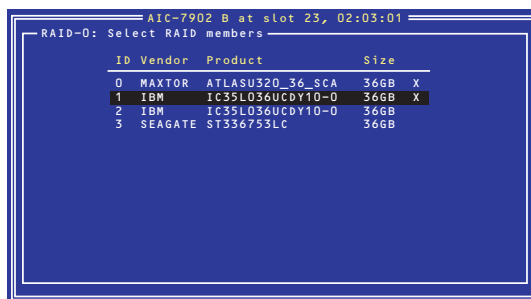 AIC-7902 B at slot 23, 02:03:01
RAID-0: Select RAID members
ID Vendor Product Size
0 MAXTOR ATLASU320_36_SCA 36GB X
1 IBM IC35L036UCDY10-0 36GB X
2 IBM IC35L036UCDY10-0 36GB
3 SEAGATE ST336753LC 36GB